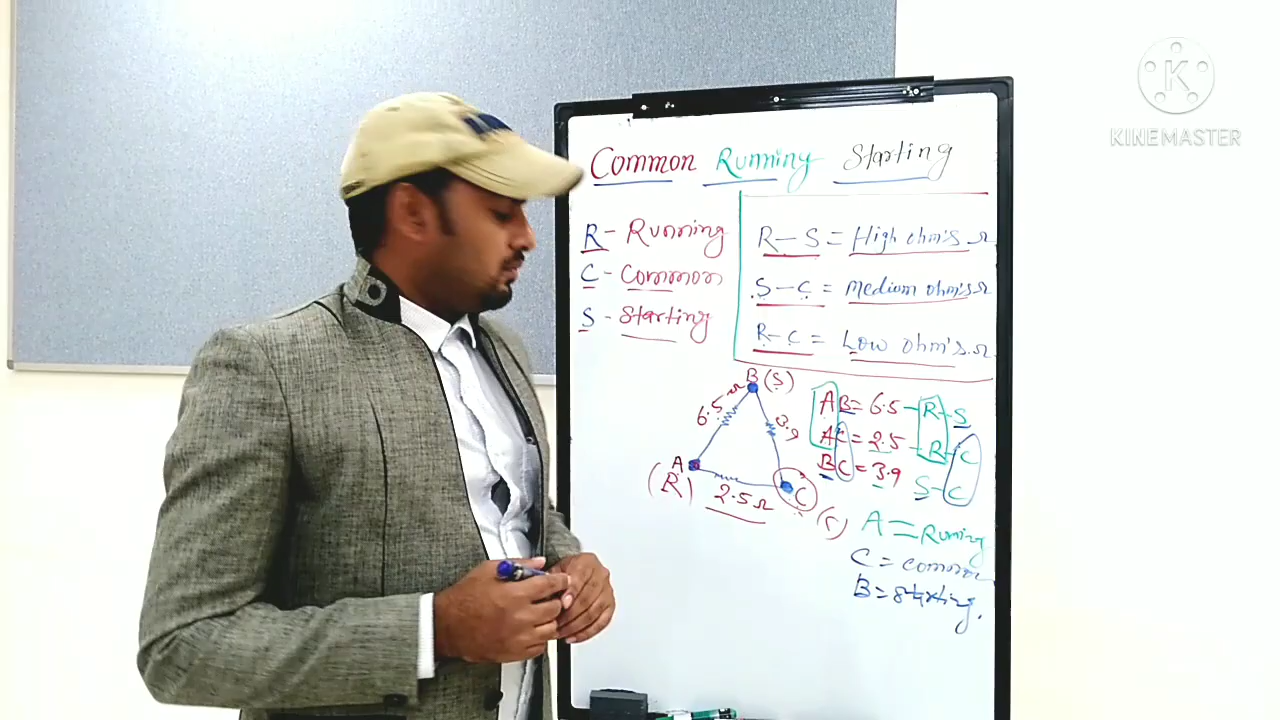 KINEMASTER
Common Running Starting
R - Running
C - Common
S - Starting
R - S = High ohm's Ω
S - C = medium ohm's Ω
R - C = Low ohm's Ω
B (S)
6.5 Ω
3.9
A
(R)
2.5 Ω
C
AB = 6.5 - R - S
AC = 2.5 - R - C
BC = 3.9 S - C
A = Runing
C = common
B = starting.